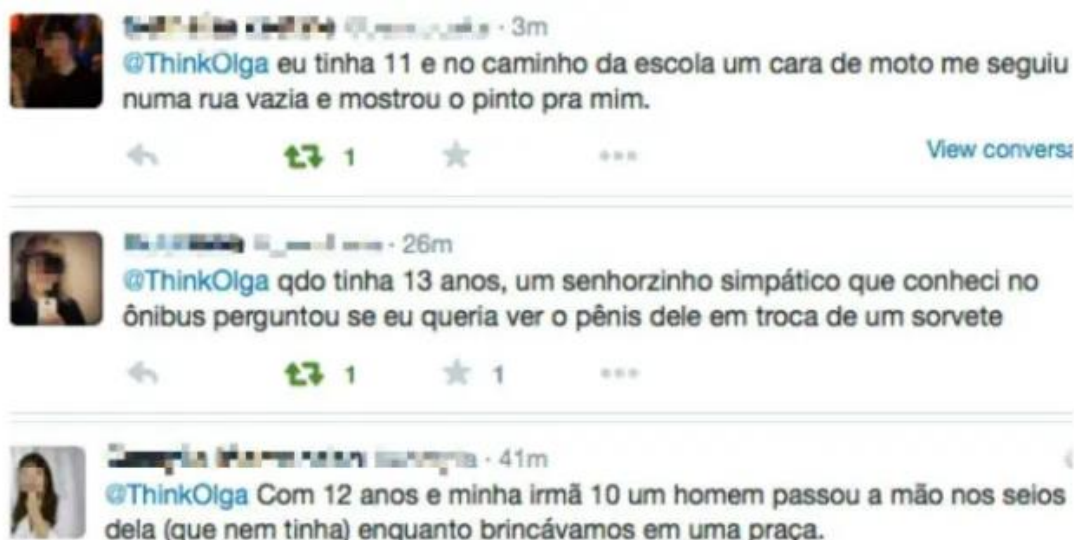 · 3m
@ThinkOlga eu tinha 11 e no caminho da escola um cara de moto me seguiu
numa rua vazia e mostrou o pinto pra mim.
1
View conversa
· 26m
@ThinkOlga qdo tinha 13 anos, um senhorzinho simpático que conheci no
ônibus perguntou se eu queria ver o pênis dele em troca de um sorvete
1 1
· 41m
@ThinkOlga Com 12 anos e minha irmã 10 um homem passou a mão nos seios
dela (que nem tinha) enquanto brincávamos em uma praça.